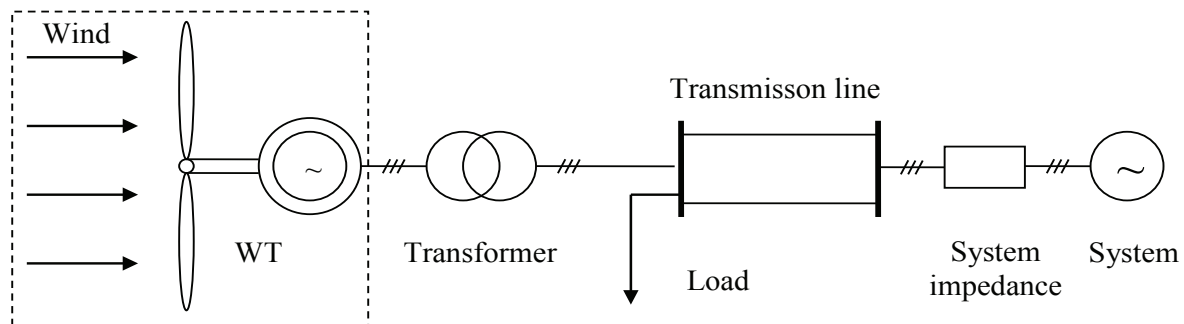 Wind
Transmisson line
WT
Transformer
Load
System
impedance
System
~
~